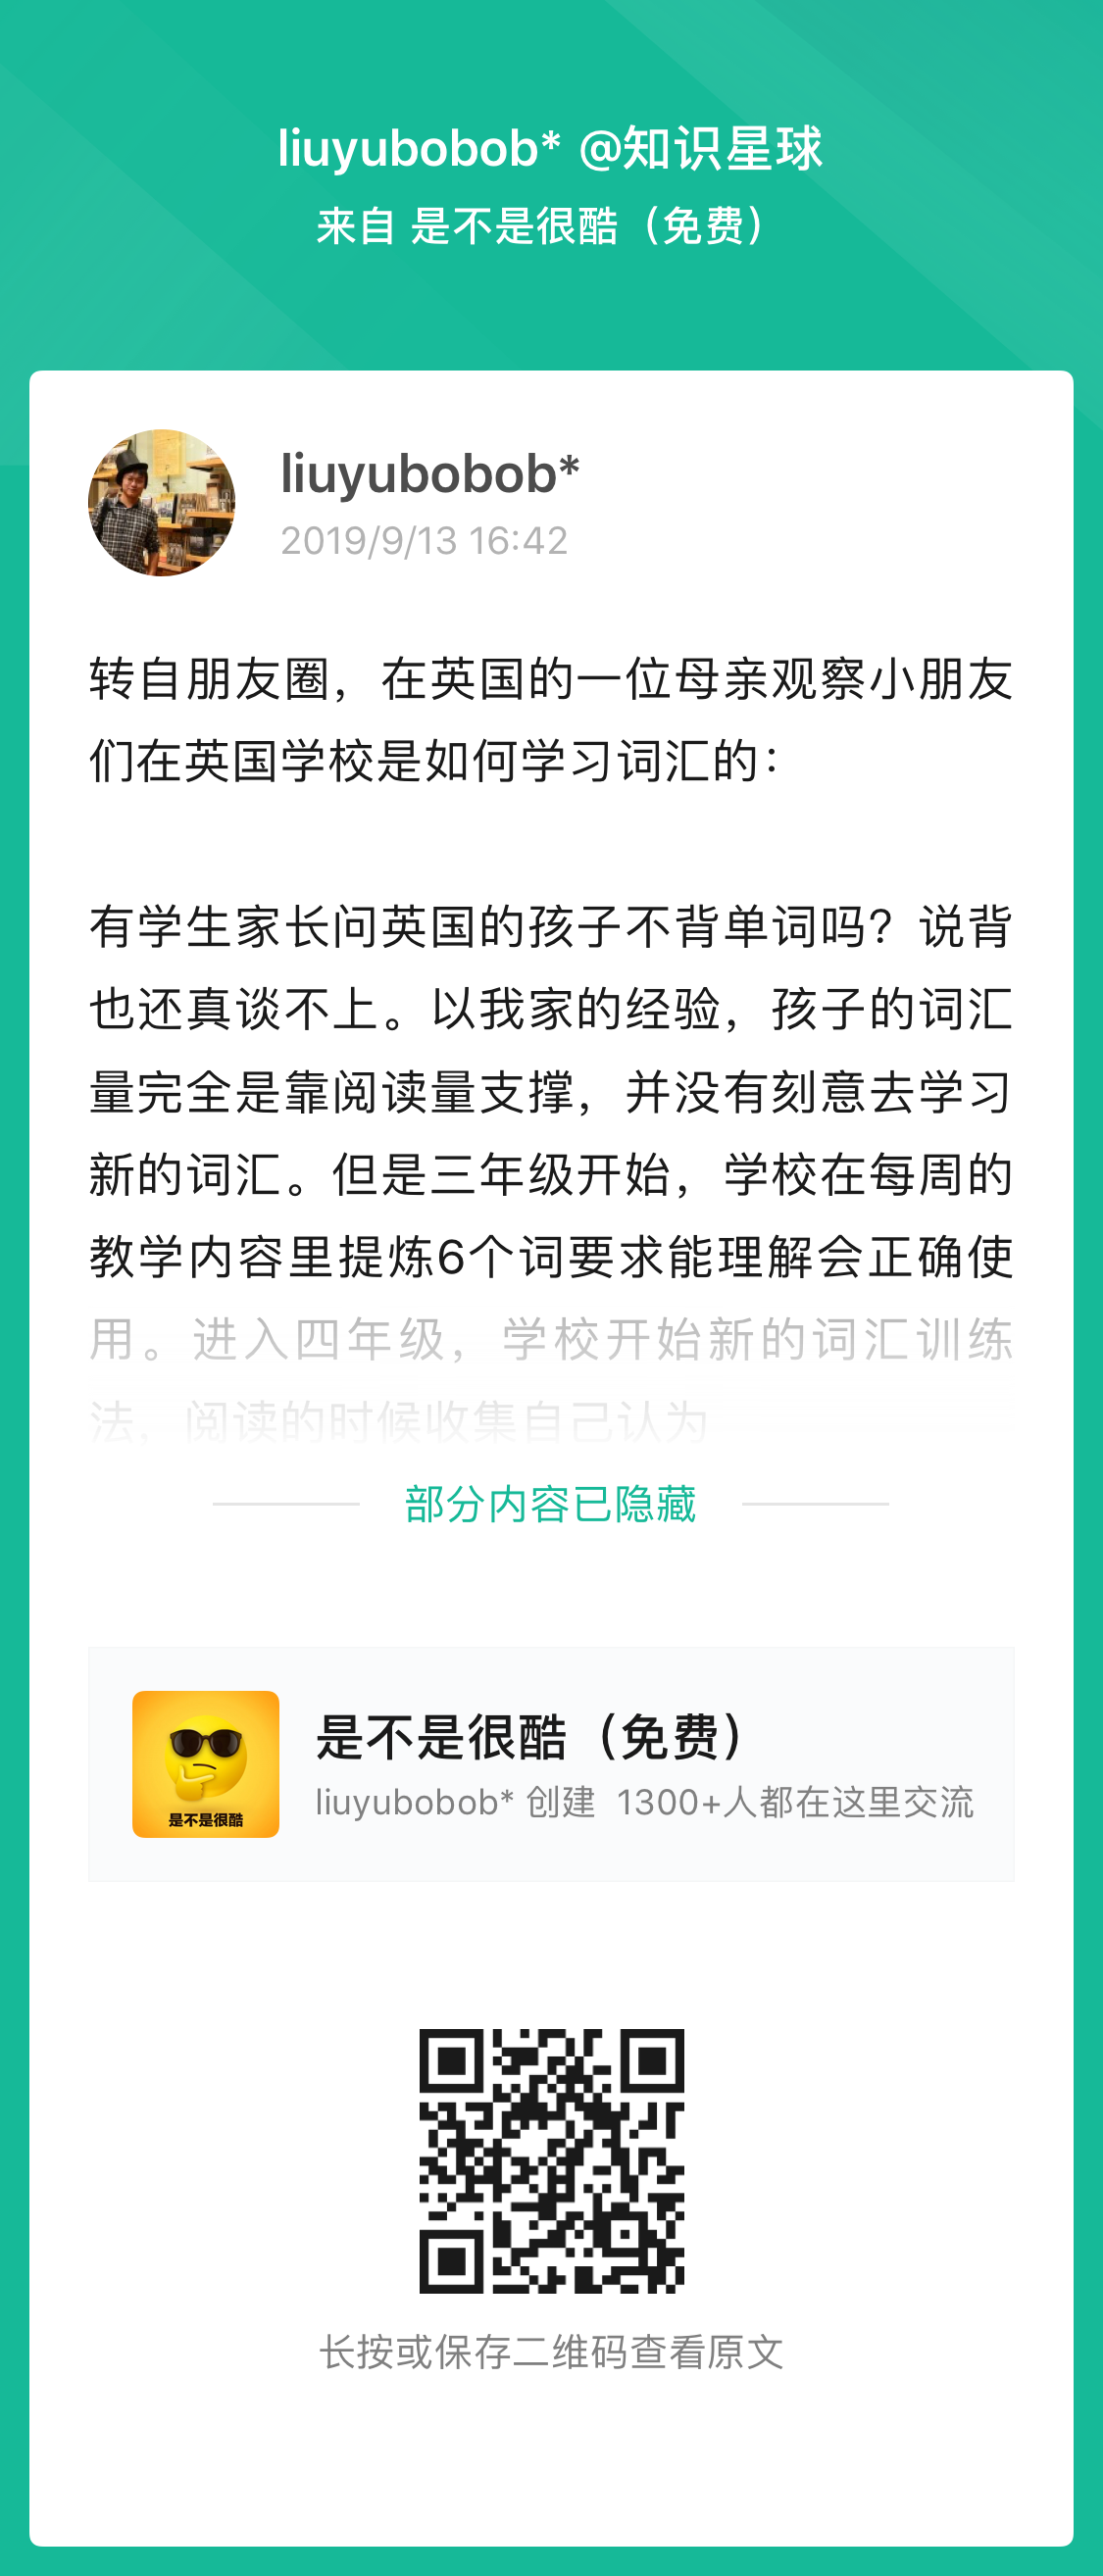 liuyubobob* @知识星球
来自 是不是很酷（免费）
liuyubobob*
2019/9/13 16:42
转自朋友圈，在英国的一位母亲观察小朋友
们在英国学校是如何学习词汇的：
有学生家长问英国的孩子不背单词吗？说背
也还真谈不上。以我家的经验，孩子的词汇
量完全是靠阅读量支撑，并没有刻意去学习
新的词汇。但是三年级开始，学校在每周的
教学内容里提炼6个词要求能理解会正确使
用。进入四年级，学校开始新的词汇训练
法，阅读的时候收集自己认为
部分内容已隐藏
是不是很酷（免费）
liuyubobob* 创建 1300+人都在这里交流
是不是很酷
长按或保存二维码查看原文